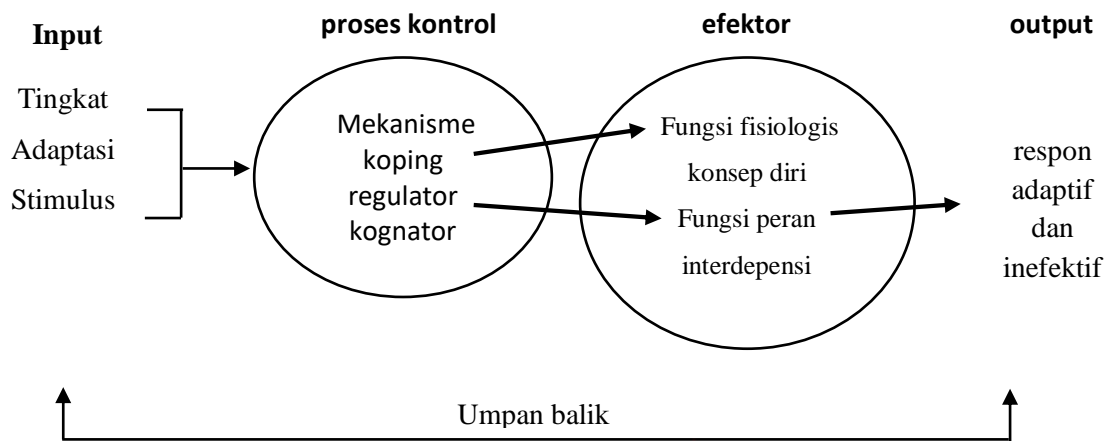 Input
Tingkat
Adaptasi
Stimulus
proses kontrol
Mekanisme
koping
regulator
kognator
efektor
Fungsi fisiologis
konsep diri
Fungsi peran
interdepensi
output
respon
adaptif
dan
inefektif
Umpan balik